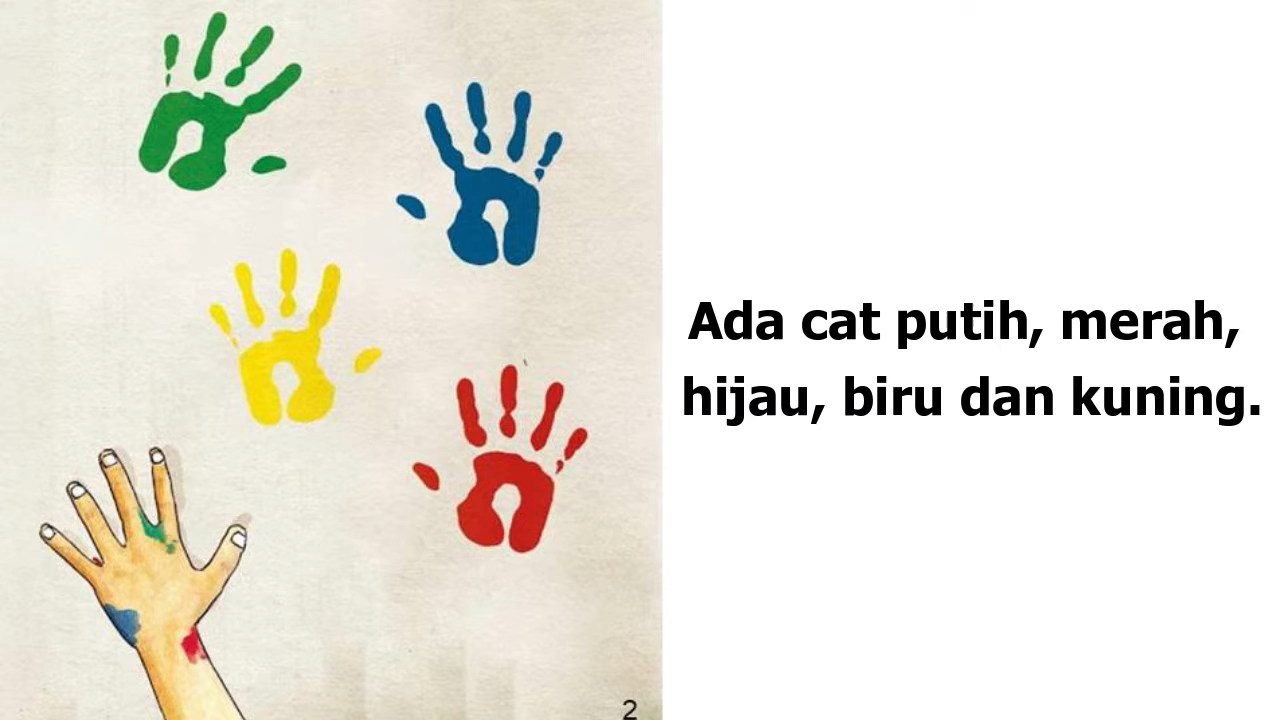 Ada cat putih, merah,
hijau, biru dan kuning.
2